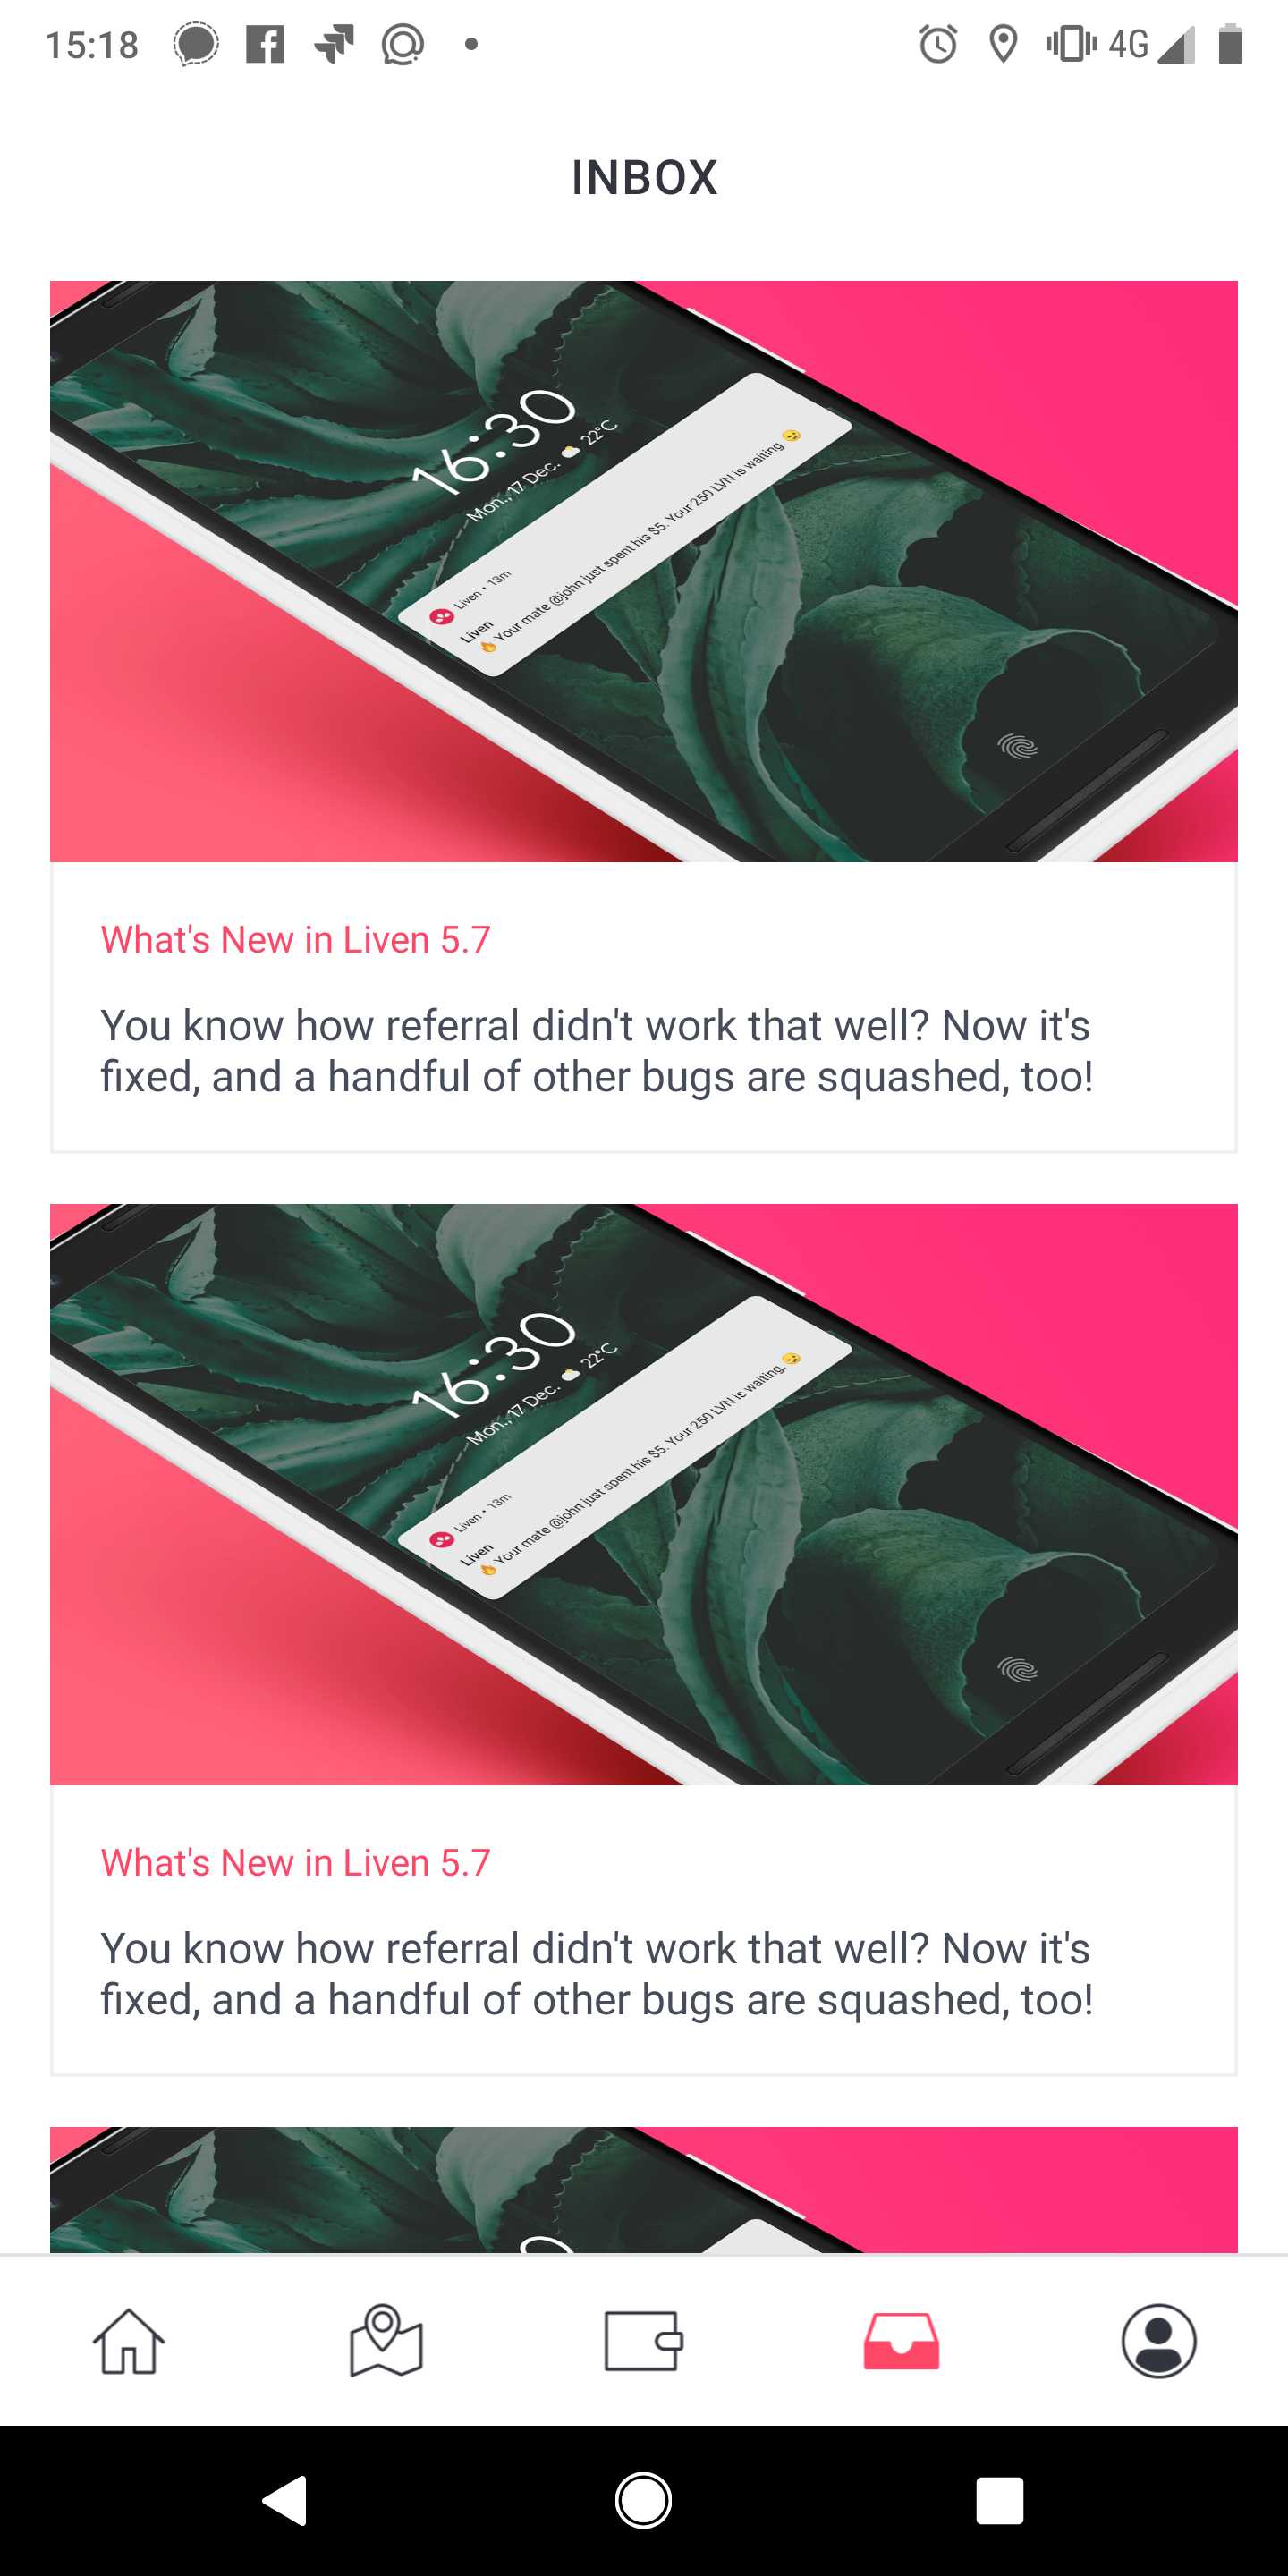 15:18
4G
INBOX
16:30
Mon., 17 Dec. 22°C
Liven • 13m
Liven
🔥 Your mate @john just spent his $5. Your 250 LVN is waiting. 😏
What's New in Liven 5.7
You know how referral didn't work that well? Now it's
fixed, and a handful of other bugs are squashed, too!
16:30
Mon., 17 Dec. 22°C
Liven • 13m
Liven
🔥 Your mate @john just spent his $5. Your 250 LVN is waiting. 😏
What's New in Liven 5.7
You know how referral didn't work that well? Now it's
fixed, and a handful of other bugs are squashed, too!